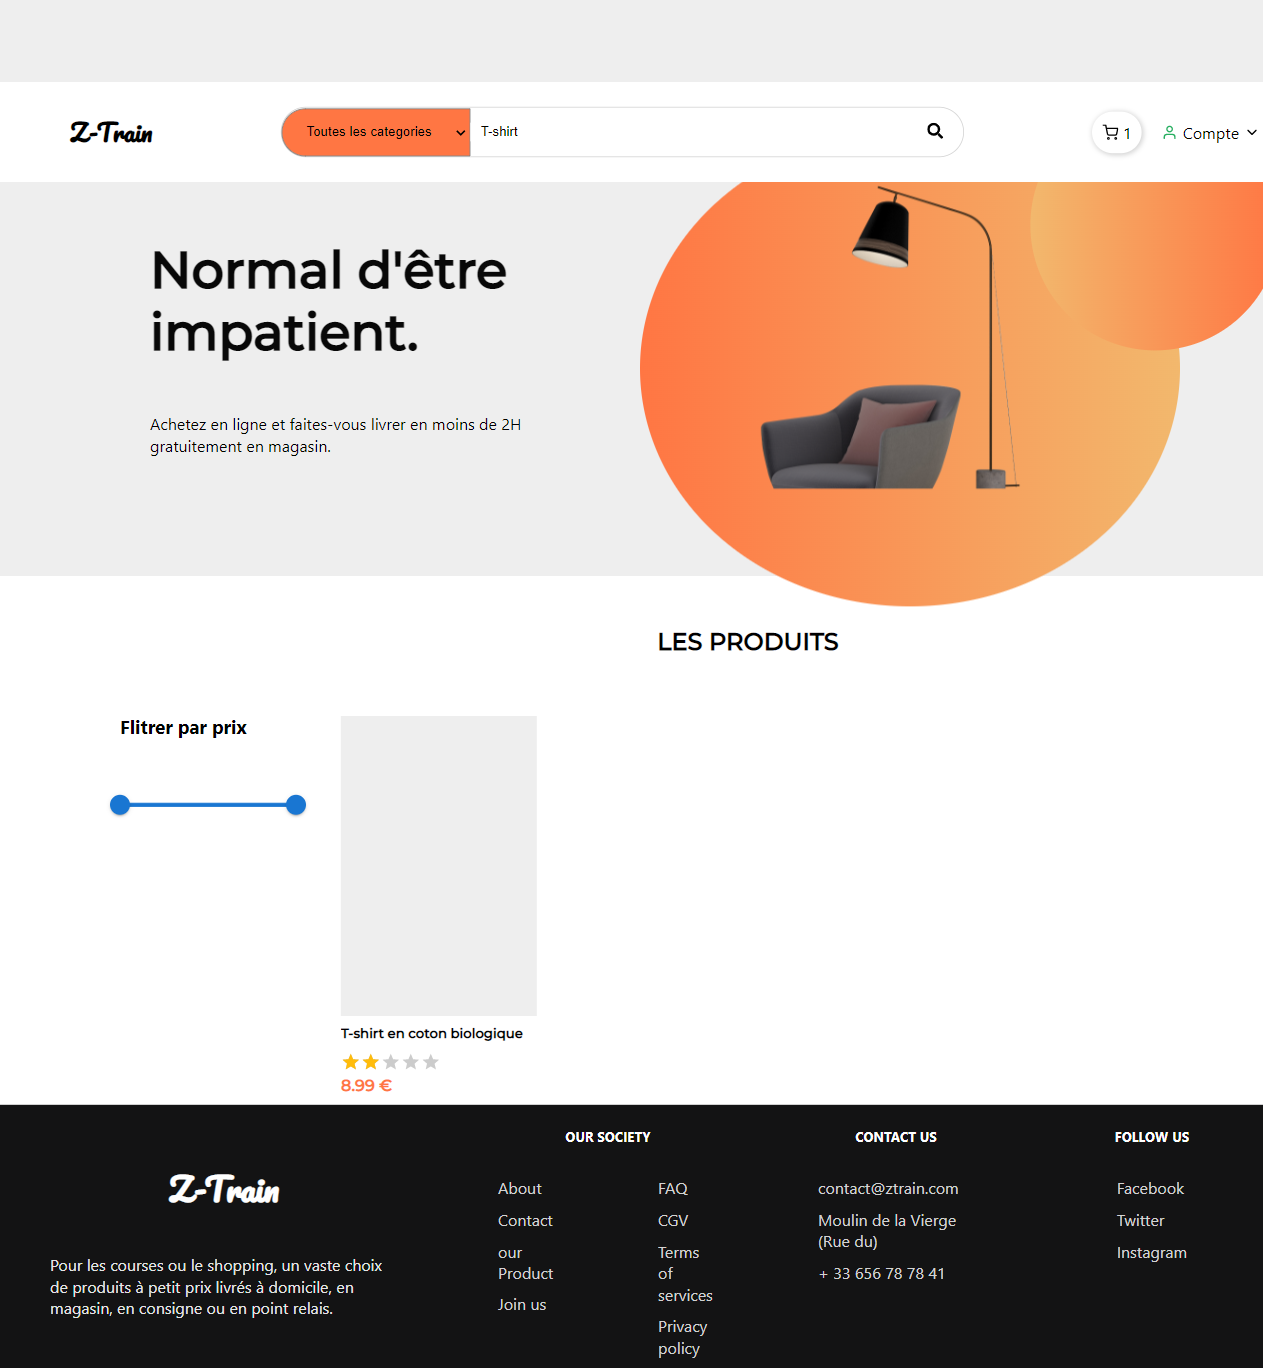 Z-Train
Toutes les categories
T-shirt
1
Compte
Normal d'être
impatient.
Achetez en ligne et faites-vous livrer en moins de 2H
gratuitement en magasin.
LES PRODUITS
Flitrer par prix
T-shirt en coton biologique
8.99 €
Z-Train
Pour les courses ou le shopping, un vaste choix
de produits à petit prix livrés à domicile, en
magasin, en consigne ou en point relais.
OUR SOCIETY
About
Contact
our
Product
Join us
FAQ
CGV
Terms
of
services
Privacy
policy
CONTACT US
contact@ztrain.com
Moulin de la Vierge
(Rue du)
+ 33 656 78 78 41
FOLLOW US
Facebook
Twitter
Instagram